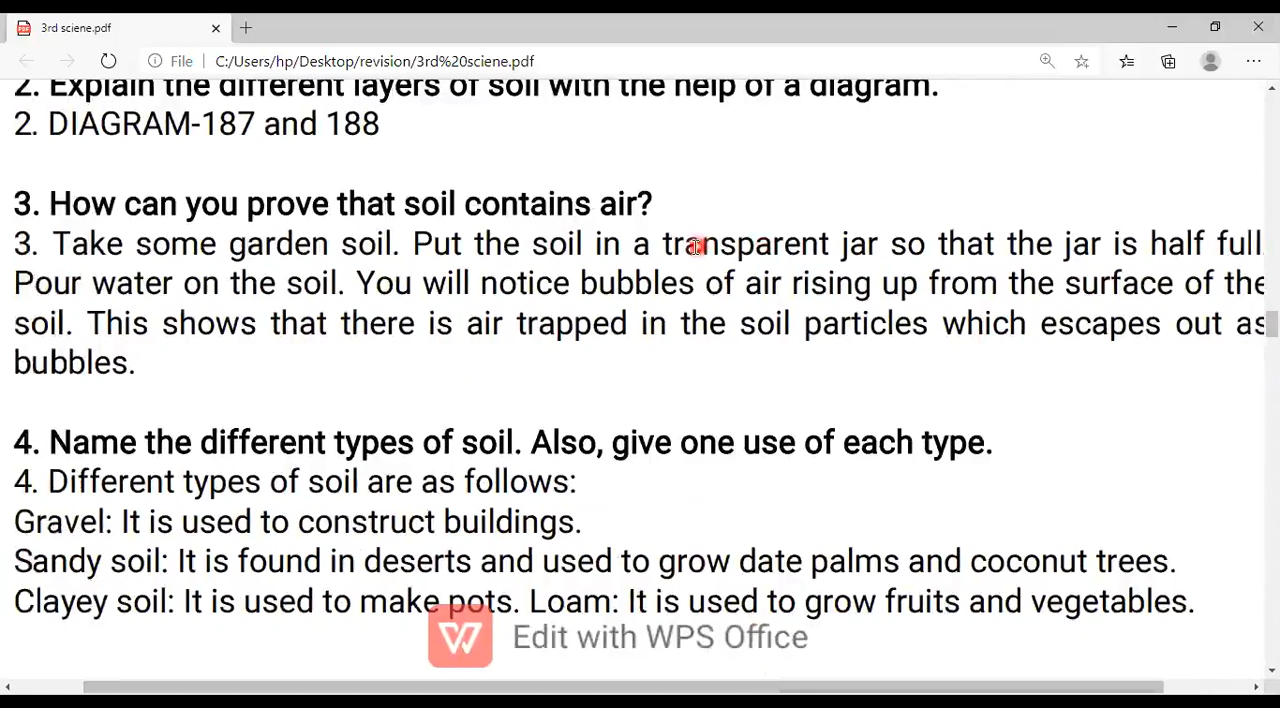 3rd sciene.pdf
File C:/Users/hp/Desktop/revision/3rd%20sciene.pdf
2. Explain the different layers of soil with the help of a diagram.
2. DIAGRAM-187 and 188
3. How can you prove that soil contains air?
3. Take some garden soil. Put the soil in a transparent jar so that the jar is half full.
Pour water on the soil. You will notice bubbles of air rising up from the surface of the
soil. This shows that there is air trapped in the soil particles which escapes out as
bubbles.
4. Name the different types of soil. Also, give one use of each type.
4. Different types of soil are as follows:
Gravel: It is used to construct buildings.
Sandy soil: It is found in deserts and used to grow date palms and coconut trees.
Clayey soil: It is used to make pots. Loam: It is used to grow fruits and vegetables.
Edit with WPS Office